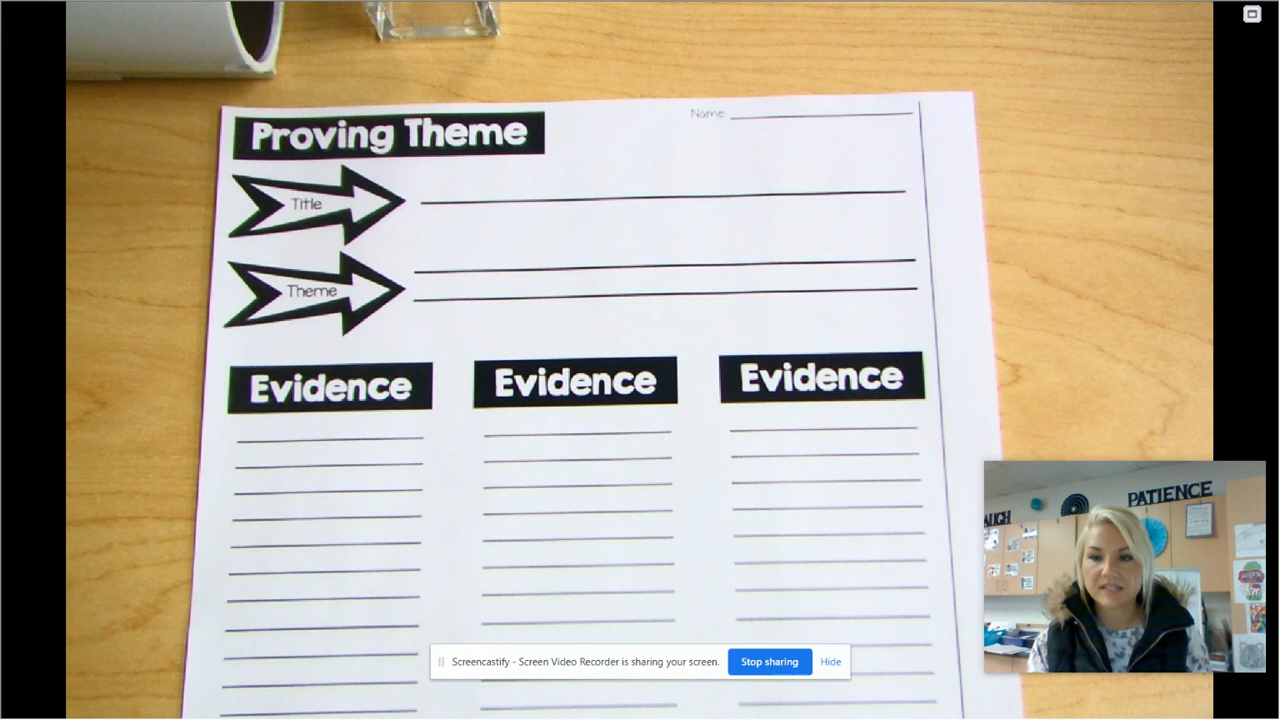 Proving Theme
Name
Title
Theme
Evidence
Evidence
Evidence
Screencastify - Screen Video Recorder is sharing your screen.
Stop sharing
Hide
AUGH
PATIENCE